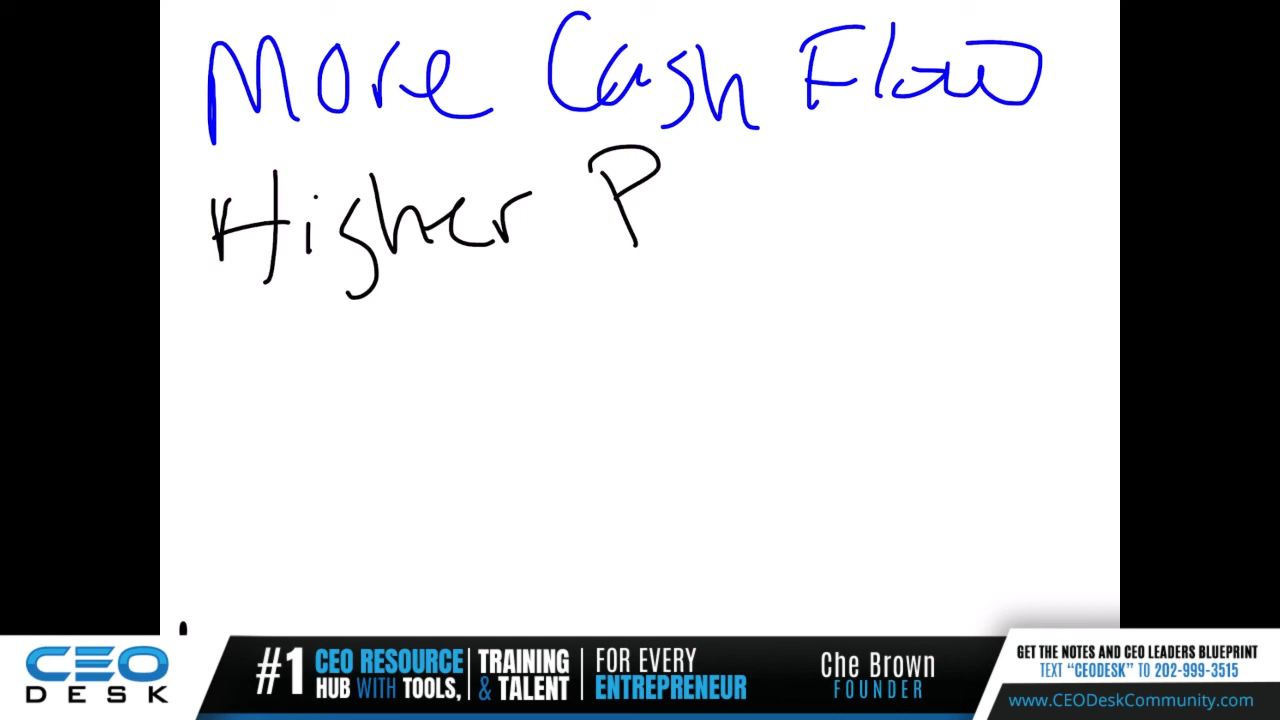 More Cash Flow
Higher P
CEO
DESK
#1 CEO RESOURCE HUB WITH TOOLS,
TRAINING & TALENT
FOR EVERY ENTREPRENEUR
Che Brown
FOUNDER
GET THE NOTES AND CEO LEADERS BLUEPRINT
TEXT “CEODESK” TO 202-999-3515
www.CEODeskCommunity.com